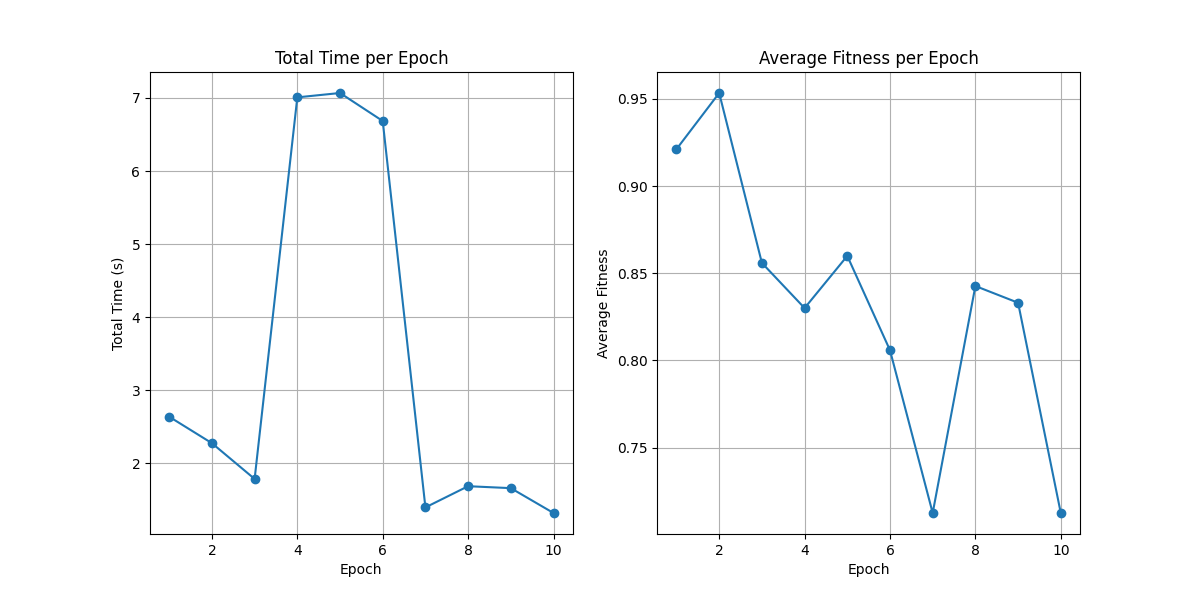 Total Time per Epoch
Total Time (s)
7
6
5
4
3
2
2 4 6 8 10
Epoch
Average Fitness per Epoch
Average Fitness
0.95
0.90
0.85
0.80
0.75
2 4 6 8 10
Epoch